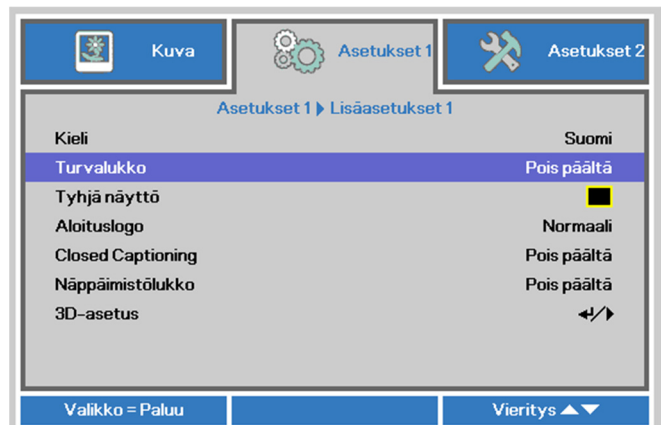 Kuva Asetukset 1 Asetukset 2
Asetukset 1 Lisäasetukset 1
Kieli Suomi
Turvalukko Pois päältä
Tyhjä näyttö
Aloituslogo Normaali
Closed Captioning Pois päältä
Näppäimistölukko Pois päältä
3D-asetus
Valikko = Paluu Vieritys